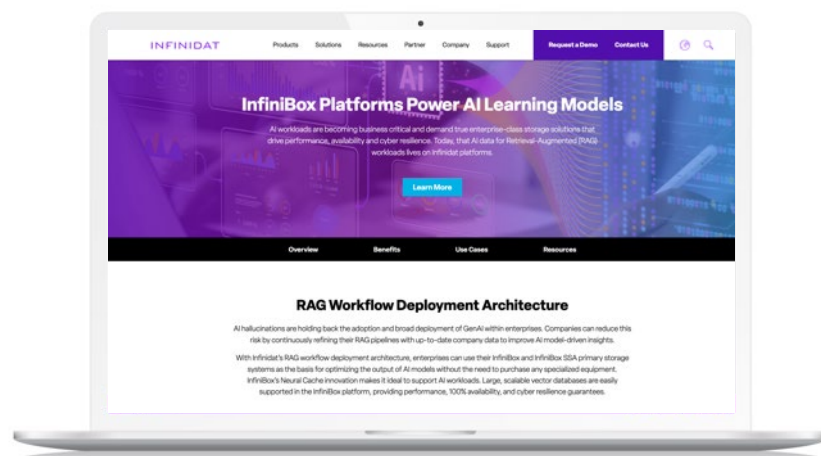 INFINIDAT
Products Solutions Resources Partner Company Support Request a Demo Contact Us
Ai
InfiniBox Platforms Power AI Learning Models
AI workloads are becoming business critical and demand true enterprise-class storage solutions that
drive performance, availability and cyber resilience. Today, that AI data for Retrieval-Augmented (RAG)
workloads lives on Infinidat platforms.
Learn More
Overview Benefits Use Cases Resources
RAG Workflow Deployment Architecture
AI hallucinations are holding back the adoption and broad deployment of GenAI within enterprises. Companies can reduce this
risk by continuously refining their RAG pipelines with up-to-date company data to improve AI model-driven insights.
With Infinidat's RAG workflow deployment architecture, enterprises can use their InfiniBox and InfiniBox SSA primary storage
systems as the basis for optimizing the output of AI models without the need to purchase any specialized equipment.
InfiniBox's Neural Cache innovation makes it ideal to support AI workloads. Large, scalable vector databases are easily
supported in the InfiniBox platform, providing performance, 100% availability, and cyber resilience guarantees.